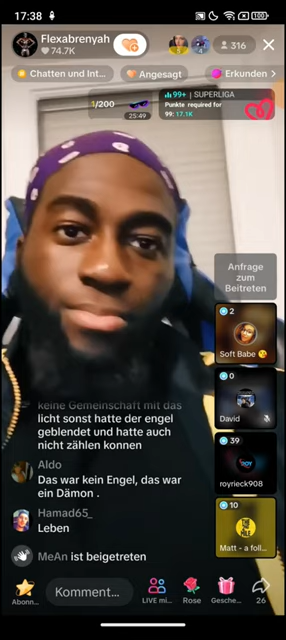 17:38
100
Flexabrenyah
74.7K
316
Chatten und Int...
Angesagt
Erkunden >
1/200
25:49
99+ | SUPERLIGA
Punkte required for
99: 17.1K
Anfrage
zum
Beitreten
2
Soft Babe
0
David
39
royrieck908
10
Matt - a foll...
keine Gemeinschaft mit das
licht sonst hatte der engel
geblendet und hatte auch
nicht zählen konnen
Aldo
Das war kein Engel, das war
ein Dämon .
Hamad65_
Leben
MeAn ist beigetreten
Abonn...
Komment...
LIVE mi...
Rose
Gesche...
26